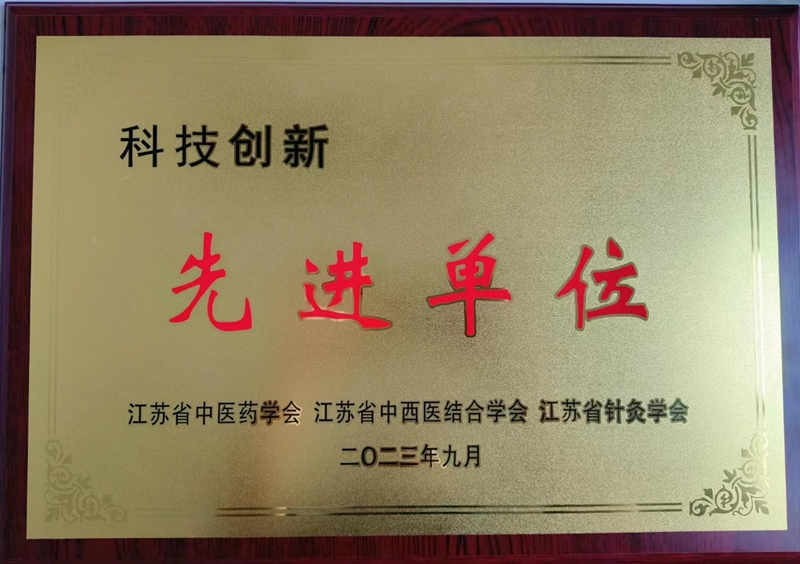 科技创新
先进单位
江苏省中医药学会 江苏省中西医结合学会 江苏省针灸学会
二〇二三年九月